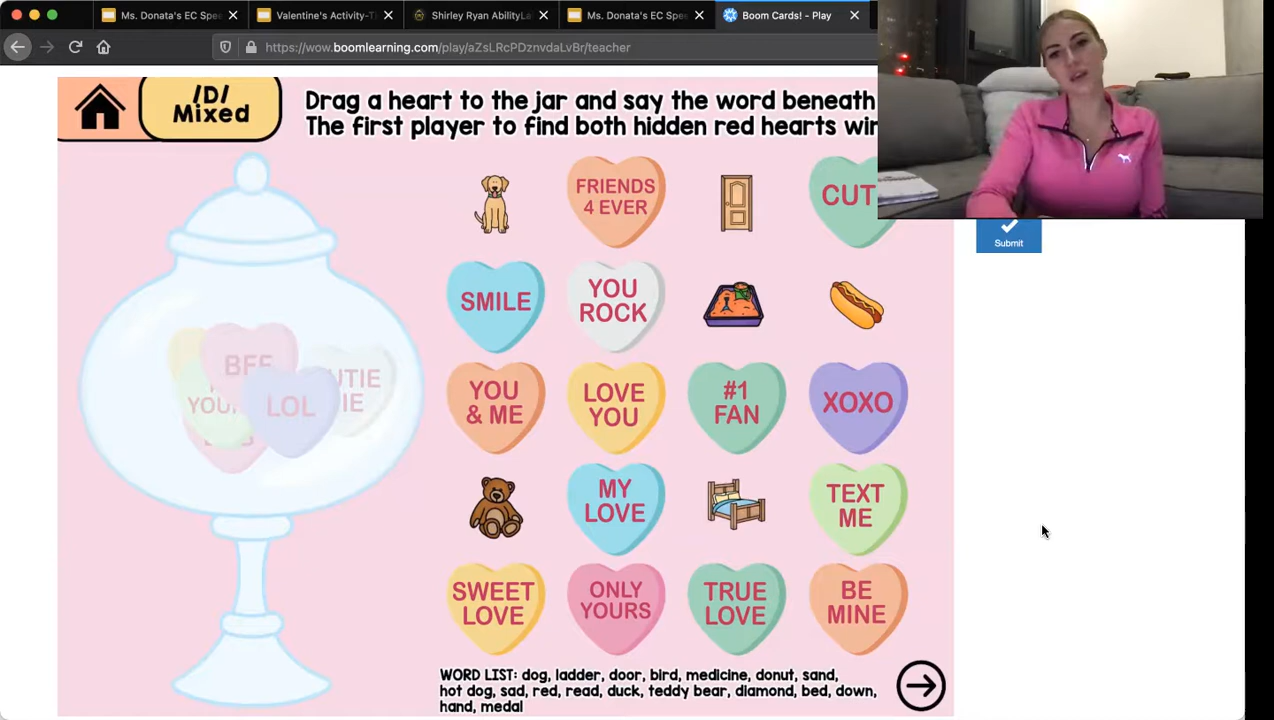 Ms. Donata's EC Spee
Valentine's Activity-T
Shirley Ryan AbilityLa
Ms. Donata's EC Spee
Boom Cards! - Play
https://wow.boomlearning.com/play/aZsLRcPDznvdaLvBr/teacher
/D/
Mixed
Drag a heart to the jar and say the word beneath
The first player to find both hidden red hearts win
FRIENDS
4 EVER
CUT
Submit
SMILE
YOU
ROCK
BFF
LOL
YOU
& ME
LOVE
YOU
#1
FAN
XOXO
MY
LOVE
TEXT
ME
SWEET
LOVE
ONLY
YOURS
TRUE
LOVE
BE
MINE
WORD LIST: dog, ladder, door, bird, medicine, donut, sand,
hot dog, sad, red, read, duck, teddy bear, diamond, bed, down,
hand, medal